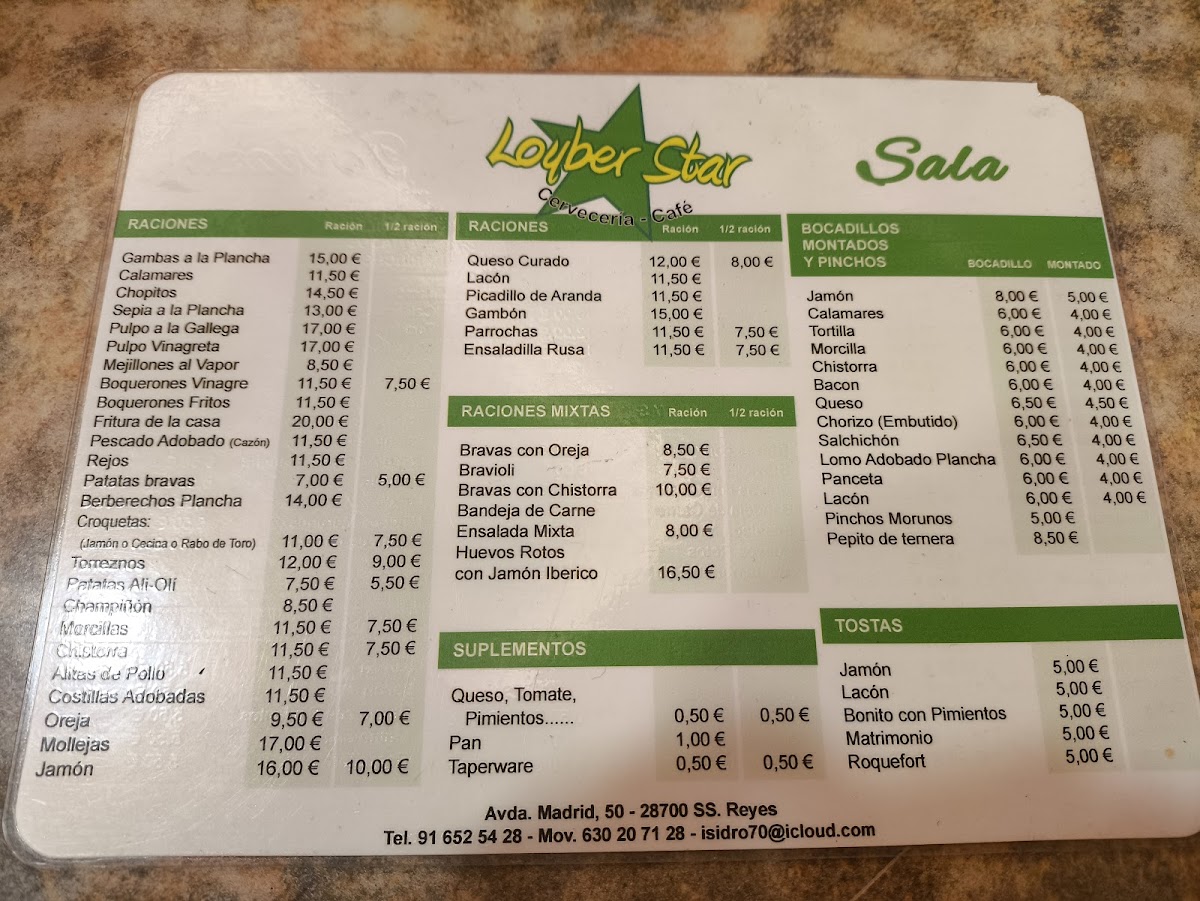 Loyber Star
Cervecería - Café
Sala
RACIONES Ración 1/2 ración
Gambas a la Plancha 15,00 €
Calamares 11,50 €
Chopitos 14,50 €
Sepia a la Plancha 13,00 €
Pulpo a la Gallega 17,00 €
Pulpo Vinagreta 17,00 €
Mejillones al Vapor 8,50 €
Boquerones Vinagre 11,50 € 7,50 €
Boquerones Fritos 11,50 €
Fritura de la casa 20,00 €
Pescado Adobado (Cazón) 11,50 €
Rejos 11,50 €
Patatas bravas 7,00 € 5,00 €
Berberechos Plancha 14,00 €
Croquetas:
(Jamón o Cecina o Rabo de Toro) 11,00 € 7,50 €
Torreznos 12,00 € 9,00 €
Patatas Ali-Olí 7,50 € 5,50 €
Champiñón 8,50 €
Morcillas 11,50 € 7,50 €
Chistorra 11,50 € 7,50 €
Alitas de Pollo 11,50 €
Costillas Adobadas 11,50 €
Oreja 9,50 € 7,00 €
Mollejas 17,00 €
Jamón 16,00 € 10,00 €
RACIONES Ración 1/2 ración
Queso Curado 12,00 € 8,00 €
Lacón 11,50 €
Picadillo de Aranda 11,50 €
Gambón 15,00 €
Parrochas 11,50 € 7,50 €
Ensaladilla Rusa 11,50 € 7,50 €
RACIONES MIXTAS Ración 1/2 ración
Bravas con Oreja 8,50 €
Bravioli 7,50 €
Bravas con Chistorra 10,00 €
Bandeja de Carne
Ensalada Mixta 8,00 €
Huevos Rotos
con Jamón Iberico 16,50 €
SUPLEMENTOS
Queso, Tomate,
Pimientos...... 0,50 € 0,50 €
Pan 1,00 €
Taperware 0,50 € 0,50 €
BOCADILLOS
MONTADOS
Y PINCHOS BOCADILLO MONTADO
Jamón 8,00 € 5,00 €
Calamares 6,00 € 4,00 €
Tortilla 6,00 € 4,00 €
Morcilla 6,00 € 4,00 €
Chistorra 6,00 € 4,00 €
Bacon 6,00 € 4,00 €
Queso 6,50 € 4,50 €
Chorizo (Embutido) 6,00 € 4,00 €
Salchichón 6,50 € 4,00 €
Lomo Adobado Plancha 6,00 € 4,00 €
Panceta 6,00 € 4,00 €
Lacón 6,00 € 4,00 €
Pinchos Morunos 5,00 €
Pepito de ternera 8,50 €
TOSTAS
Jamón 5,00 €
Lacón 5,00 €
Bonito con Pimientos 5,00 €
Matrimonio 5,00 €
Roquefort 5,00 €
Avda. Madrid, 50 - 28700 SS. Reyes
Tel. 91 652 54 28 - Mov. 630 20 71 28 - isidro70@icloud.com